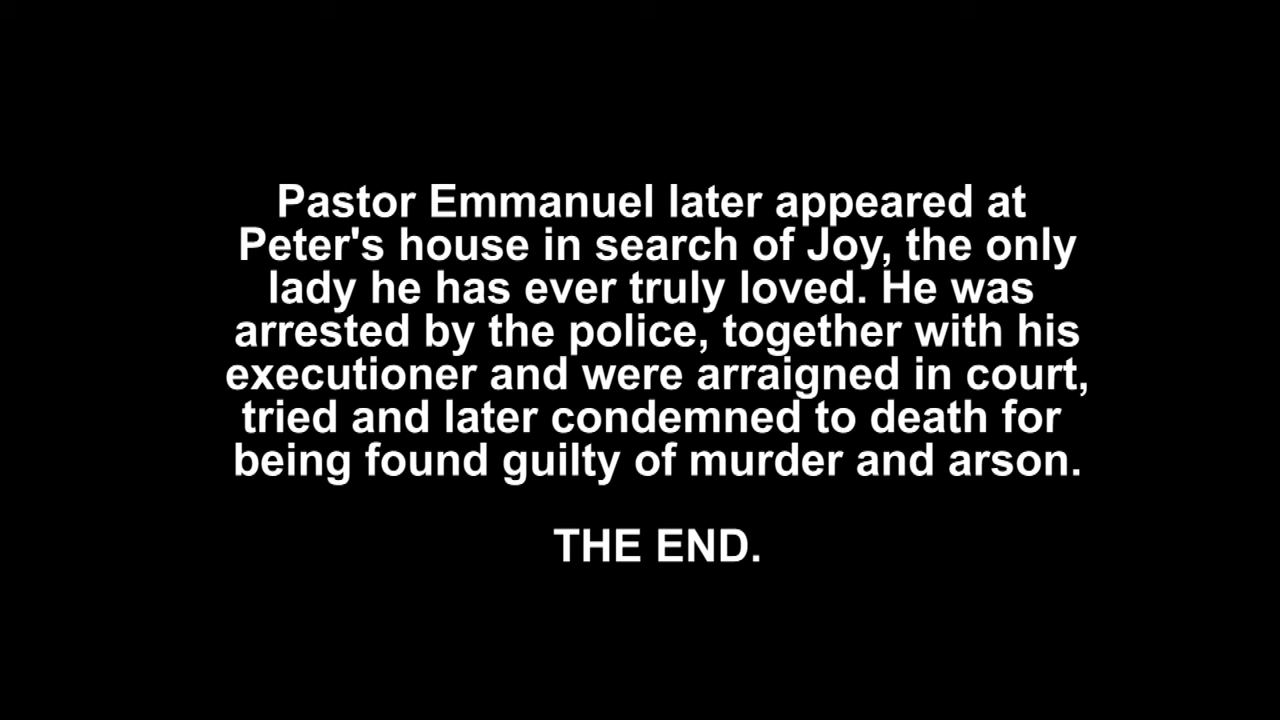 Pastor Emmanuel later appeared at
Peter's house in search of Joy, the only
lady he has ever truly loved. He was
arrested by the police, together with his
executioner and were arraigned in court,
tried and later condemned to death for
being found guilty of murder and arson.
THE END.